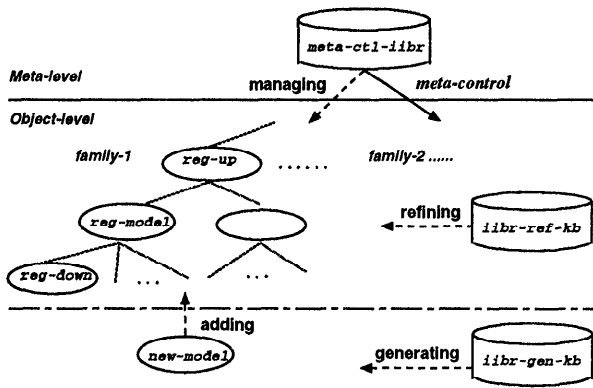 meta-ctl-iibr
Meta-level
managing
meta-control
Object-level
family-1
reg-up
. . . . . .
family-2 ......
reg-model
refining
iibr-ref-kb
reg-down
...
...
adding
new-model
generating
iibr-gen-kb